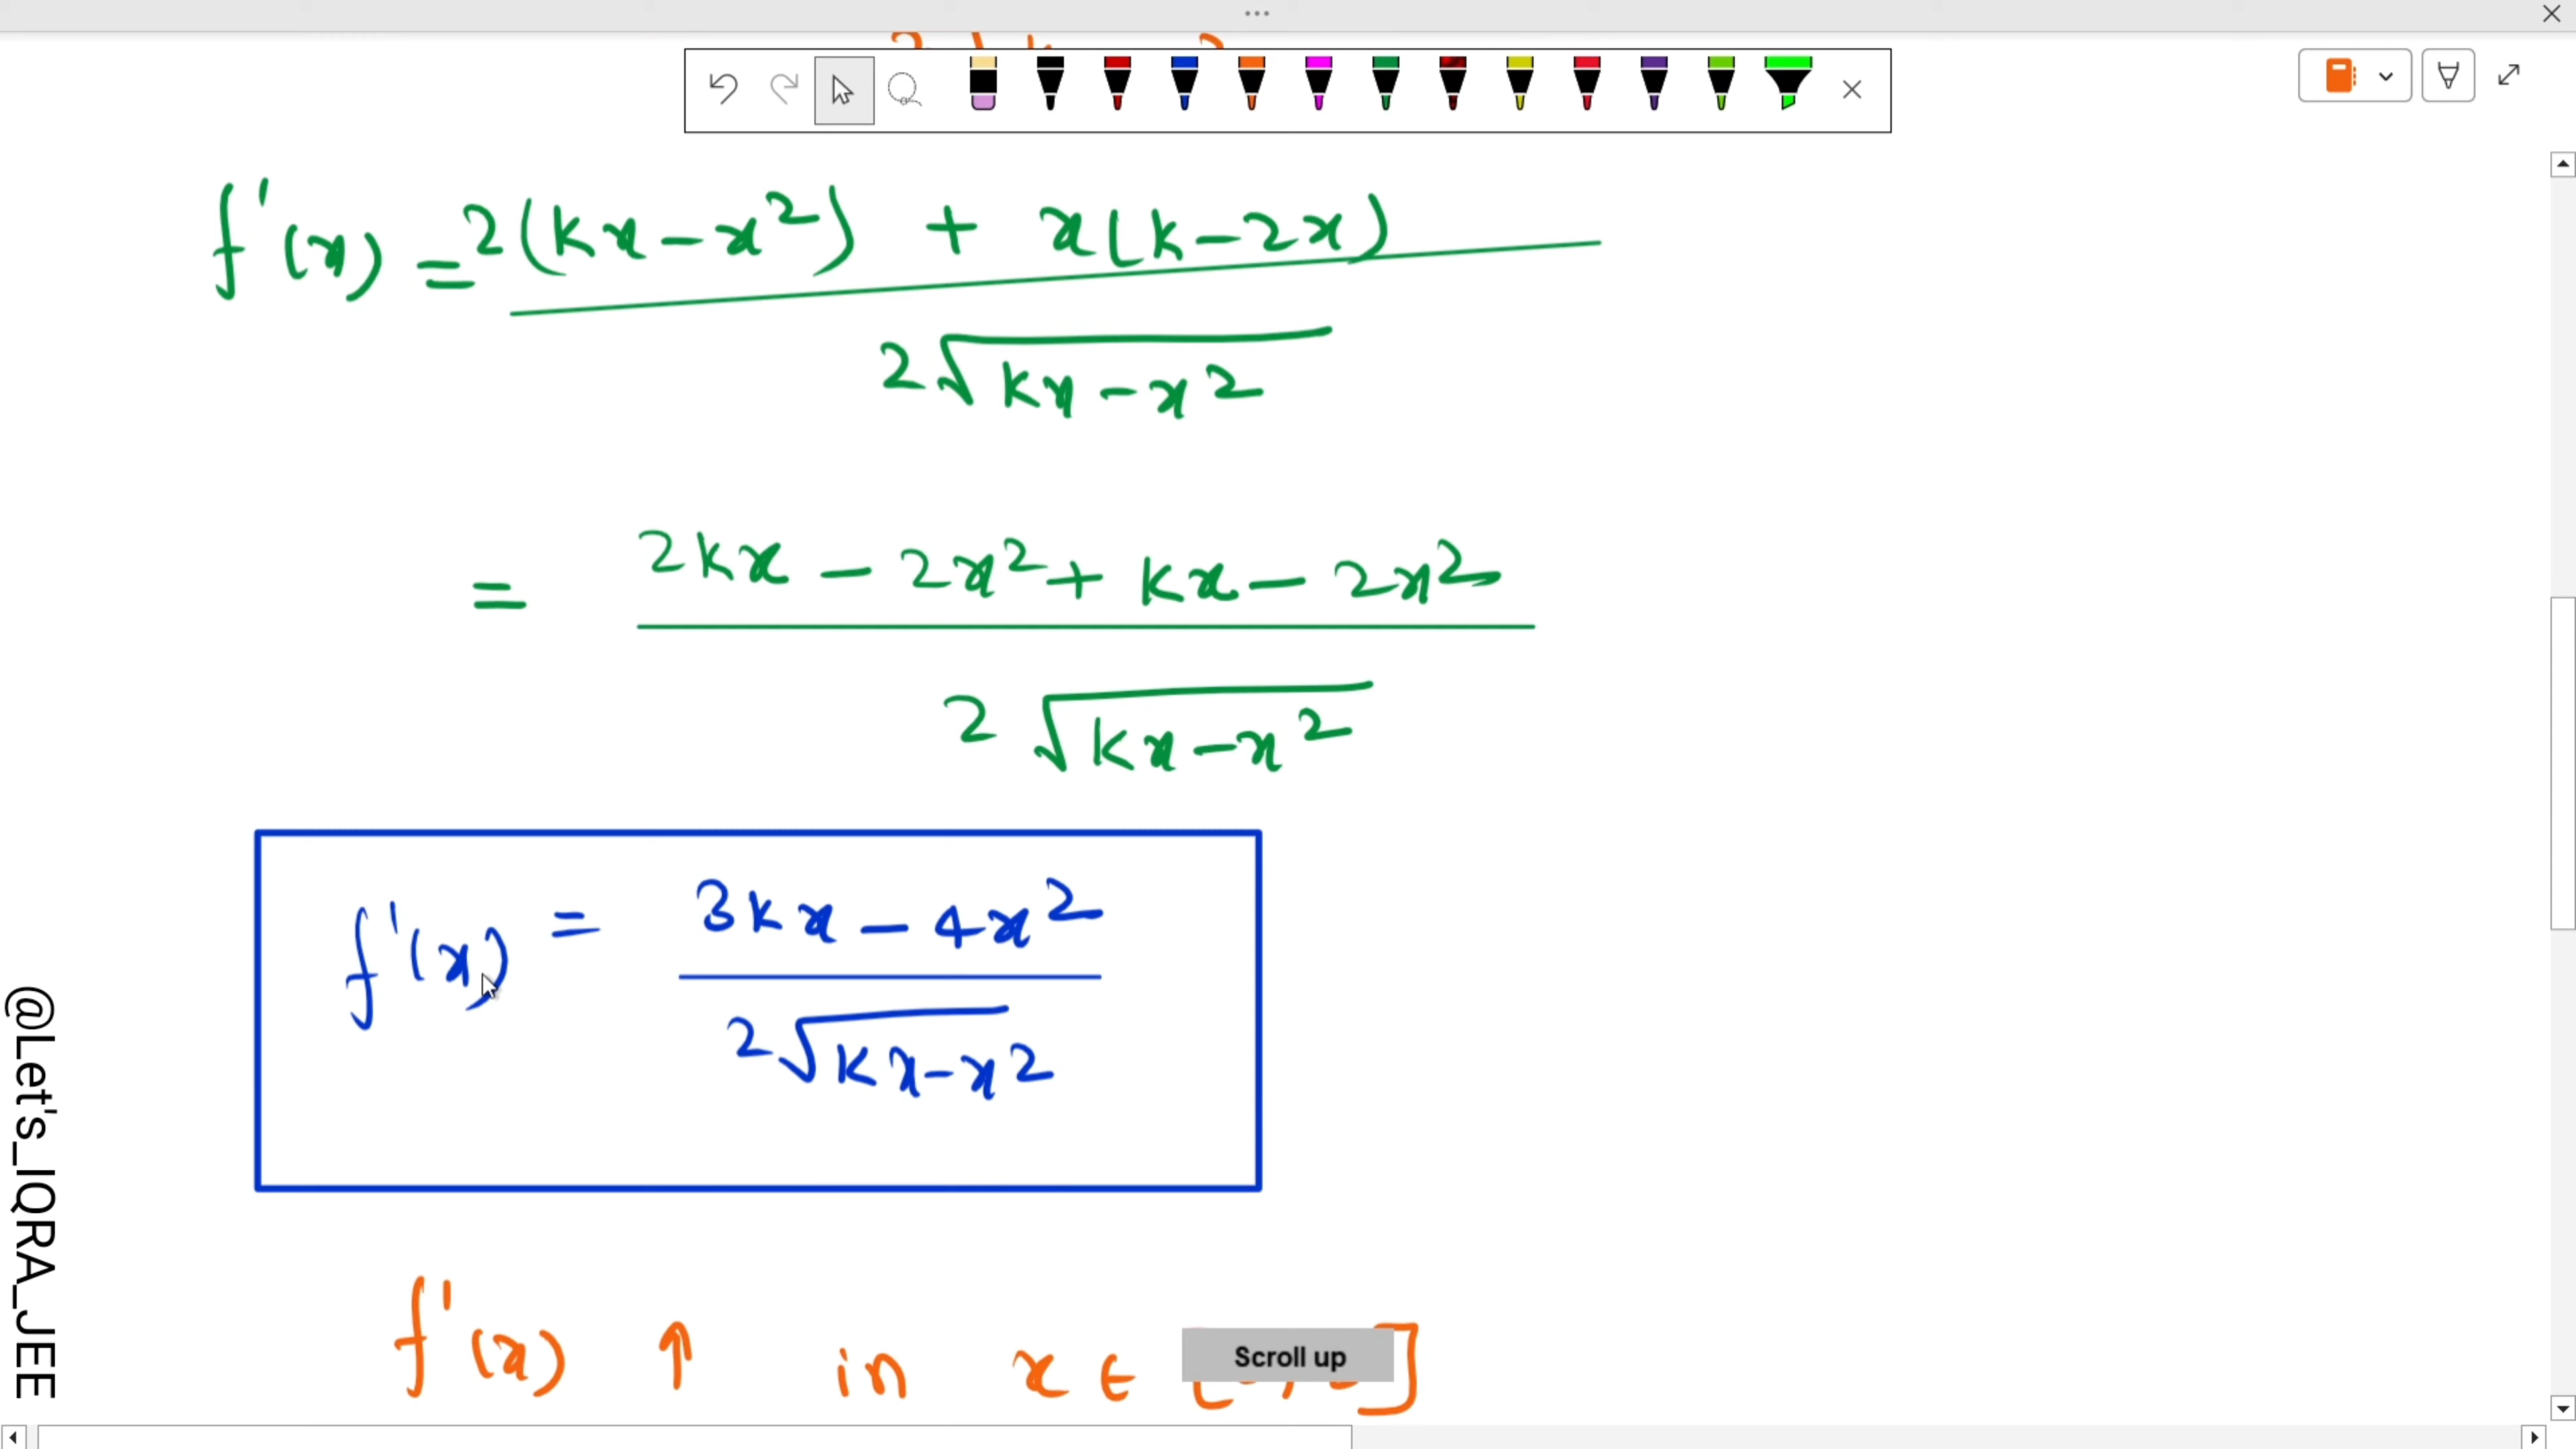 f'(x) = 2(kx - x²) + x(k - 2x)
2√kx - x²
= 2kx - 2x² + kx - 2x²
2 √kx - x²
f'(x) = 3kx - 4x²
2√kx - x²
f'(x) ↑ in x ∈ [ , ]
Scroll up
@Let's_IQRA_JEE